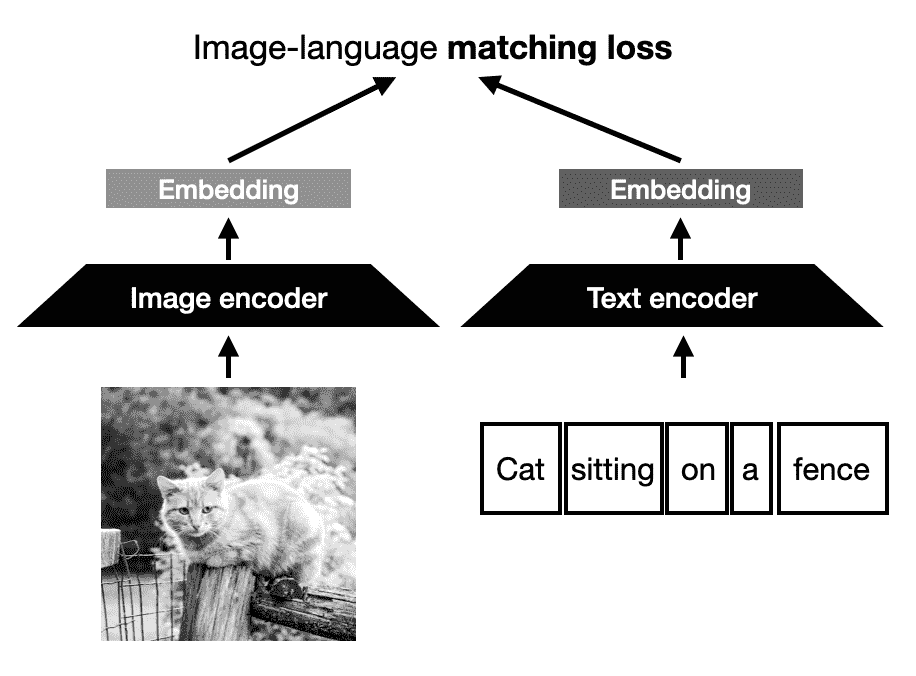 Image-language matching loss
Embedding
Embedding
Image encoder
Text encoder
Cat sitting on a fence